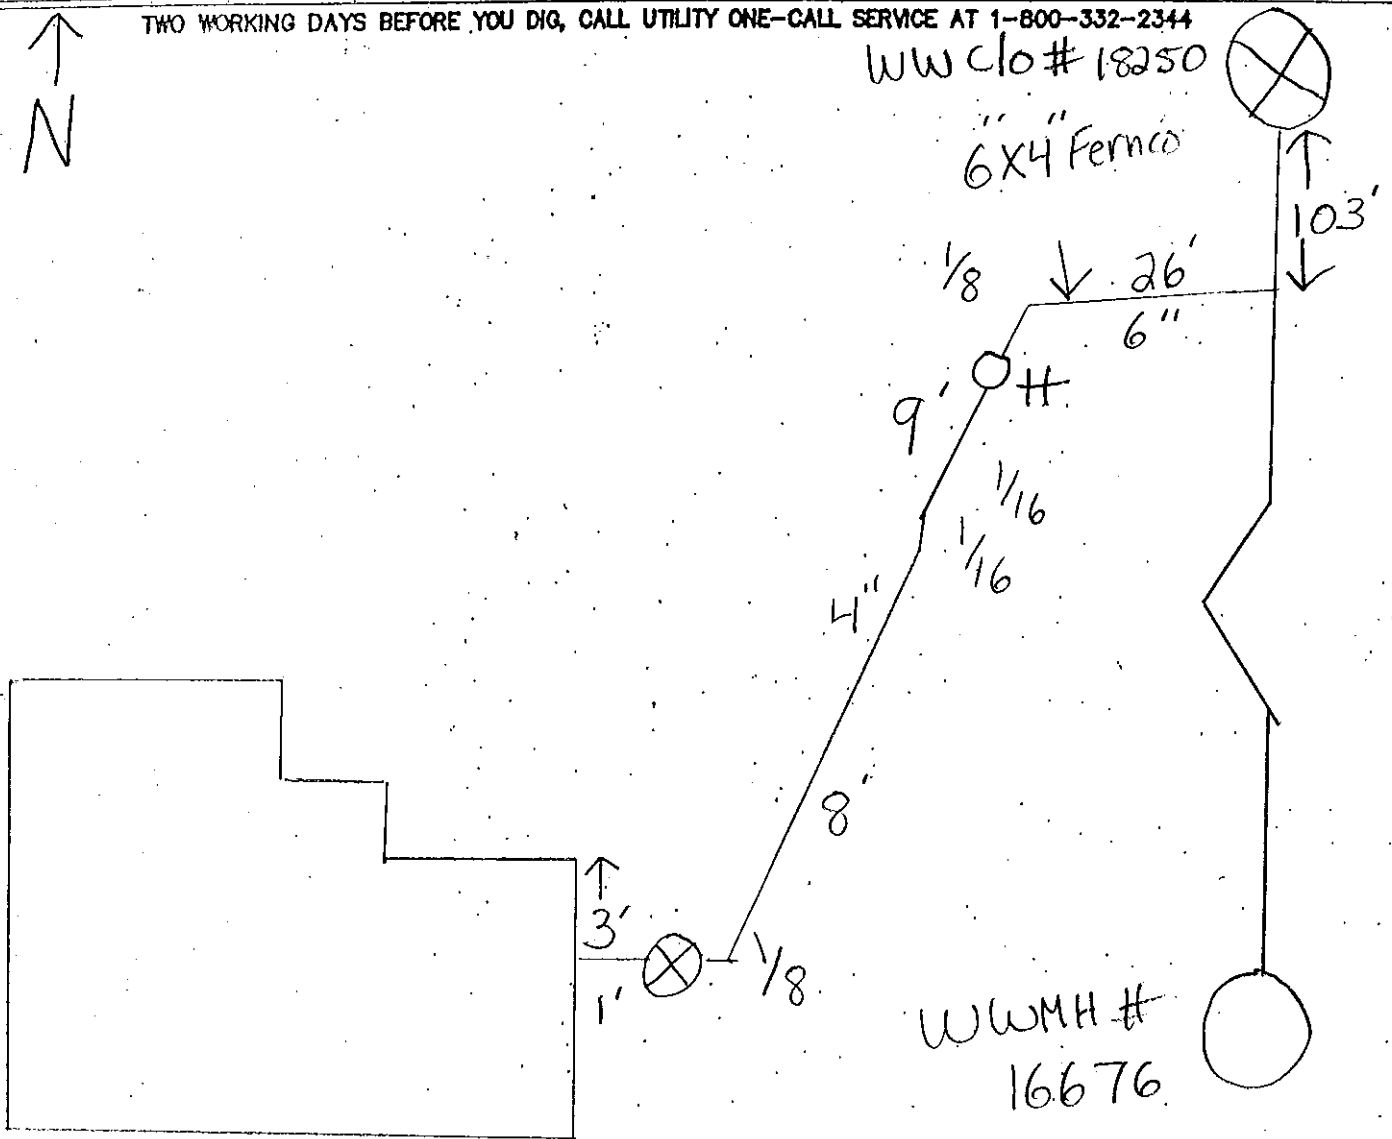 TWO WORKING DAYS BEFORE YOU DIG, CALL UTILITY ONE-CALL SERVICE AT 1-800-332-2344
N
WW C/O # 18250
6"X4" Fernco
103'
1/8
26'
6"
H
9'
1/16
1/16
4"
8'
3'
1'
1/8
WWMH #
16676